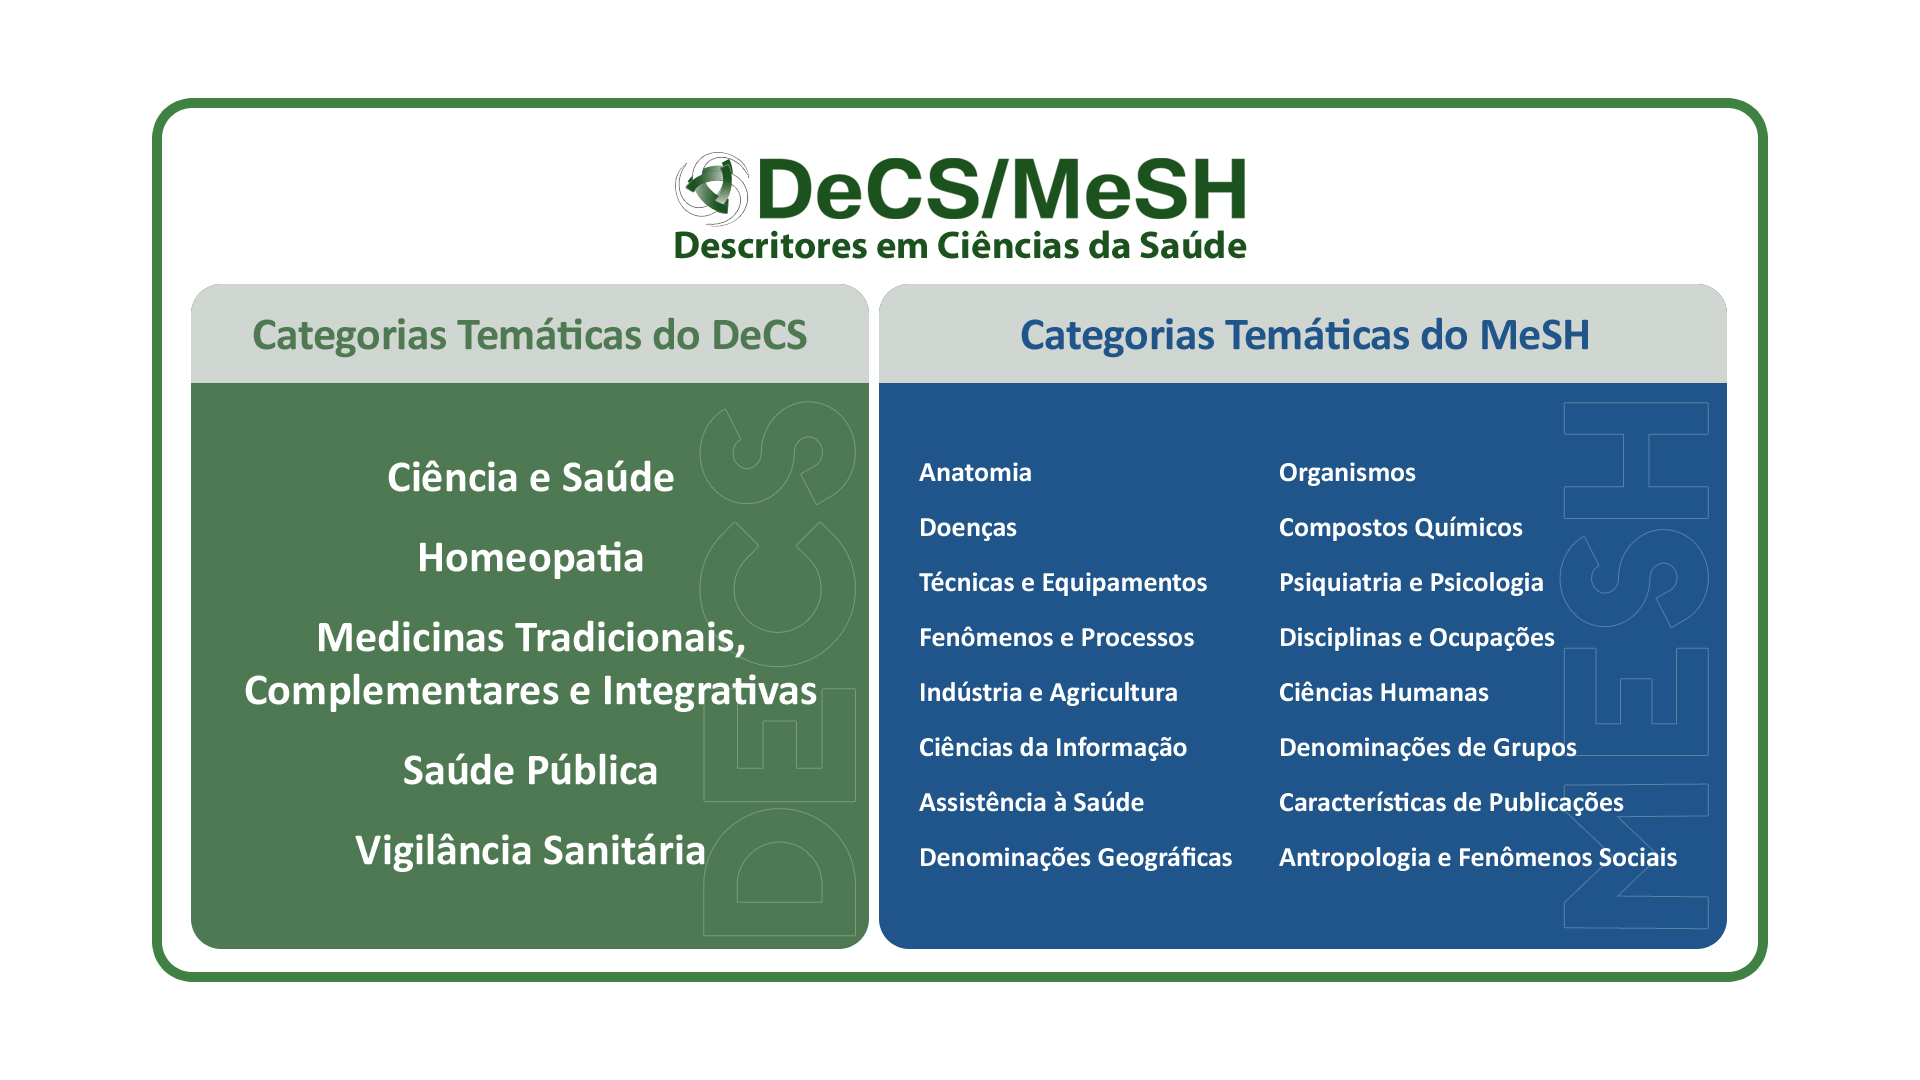 DeCS/MeSH
Descritores em Ciências da Saúde
Categorias Temáticas do DeCS
Ciência e Saúde
Homeopatia
Medicinas Tradicionais,
Complementares e Integrativas
Saúde Pública
Vigilância Sanitária
DECS
Categorias Temáticas do MeSH
Anatomia
Doenças
Técnicas e Equipamentos
Fenômenos e Processos
Indústria e Agricultura
Ciências da Informação
Assistência à Saúde
Denominações Geográficas
Organismos
Compostos Químicos
Psiquiatria e Psicologia
Disciplinas e Ocupações
Ciências Humanas
Denominações de Grupos
Características de Publicações
Antropologia e Fenômenos Sociais
MESH